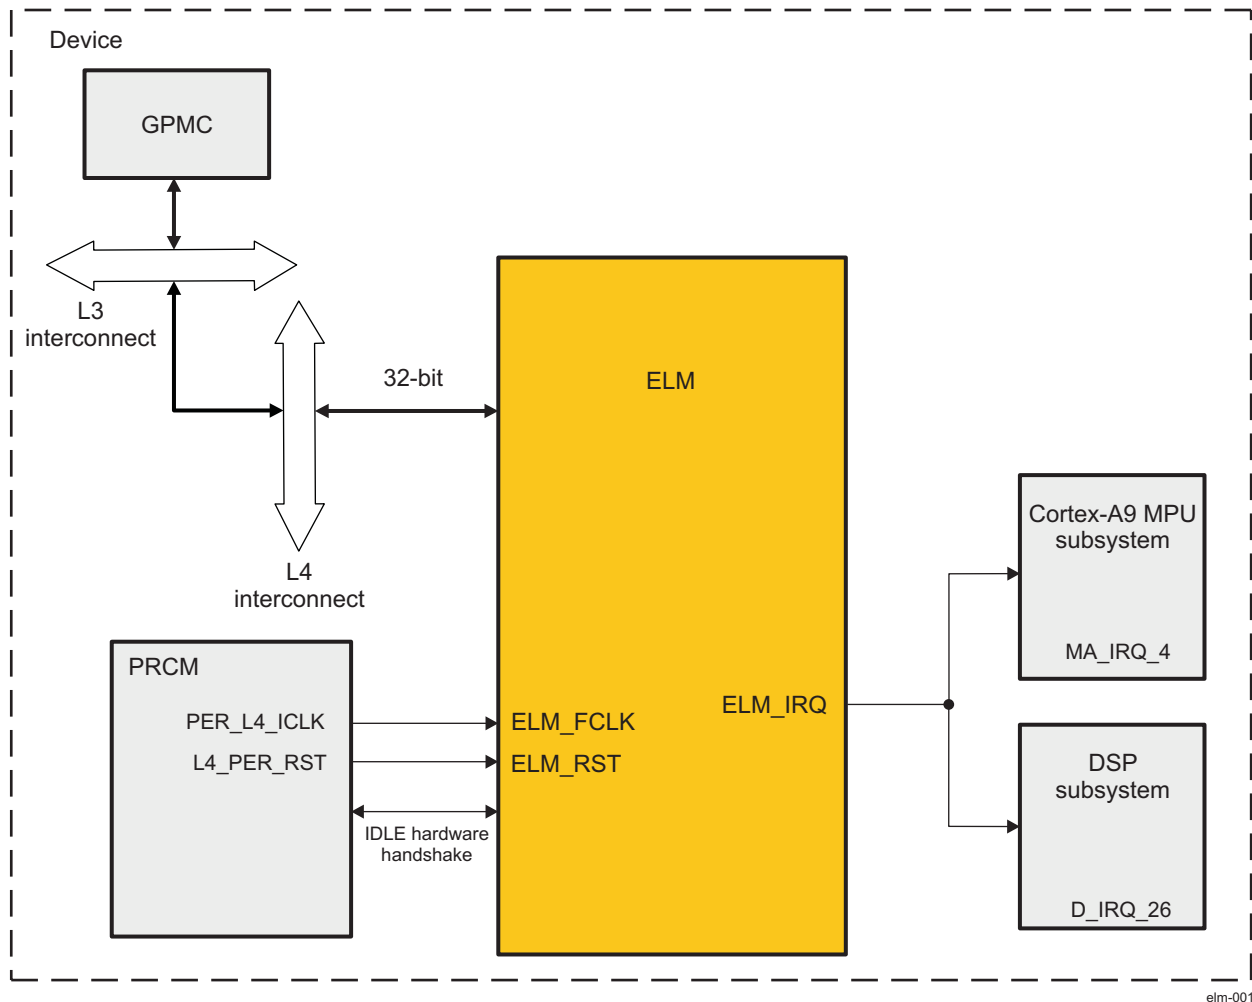 Device
GPMC
L3
interconnect
32-bit
ELM
L4
interconnect
Cortex-A9 MPU
subsystem
MA_IRQ_4
PRCM
PER_L4_ICLK
ELM_FCLK
ELM_IRQ
L4_PER_RST
ELM_RST
IDLE hardware
handshake
DSP
subsystem
D_IRQ_26
elm-001